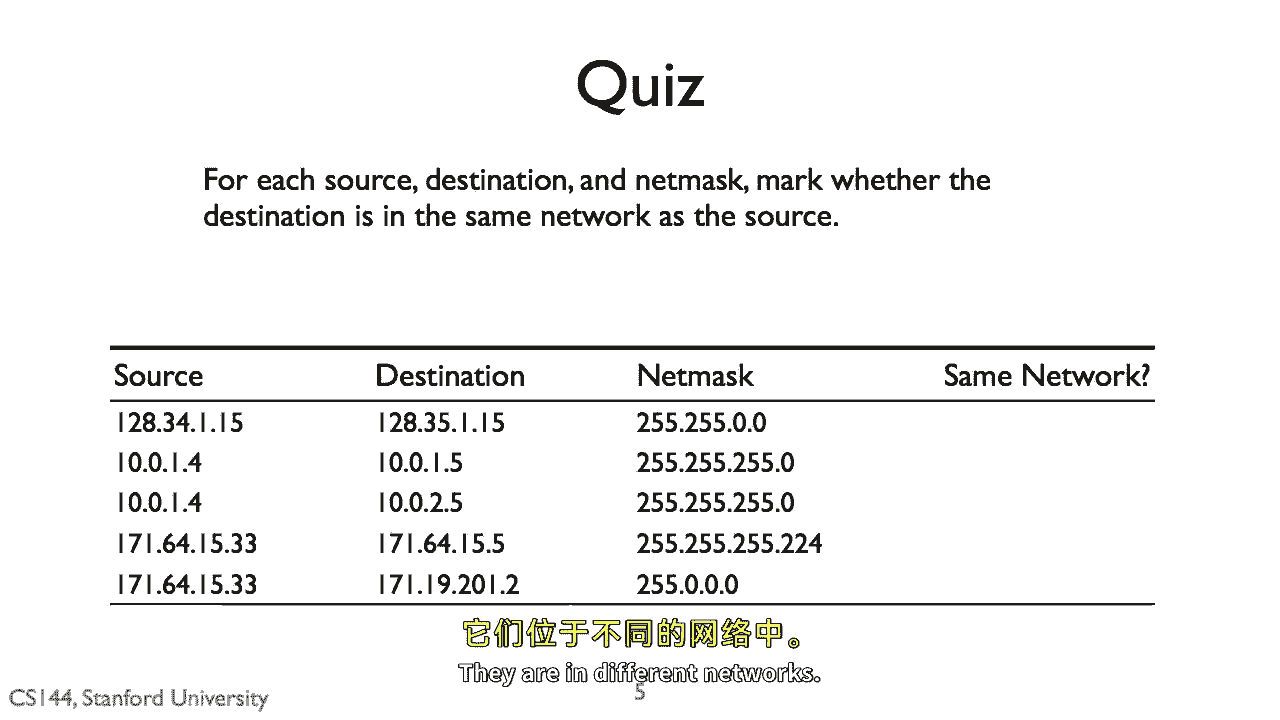 Quiz
For each source, destination, and netmask, mark whether the
destination is in the same network as the source.
Source Destination Netmask Same Network?
128.34.1.15 128.35.1.15 255.255.0.0
10.0.1.4 10.0.1.5 255.255.255.0
10.0.1.4 10.0.2.5 255.255.255.0
171.64.15.33 171.64.15.5 255.255.255.224
171.64.15.33 171.19.201.2 255.0.0.0
它们位于不同的网络中。
They are in different networks.
CS144, Stanford University 5